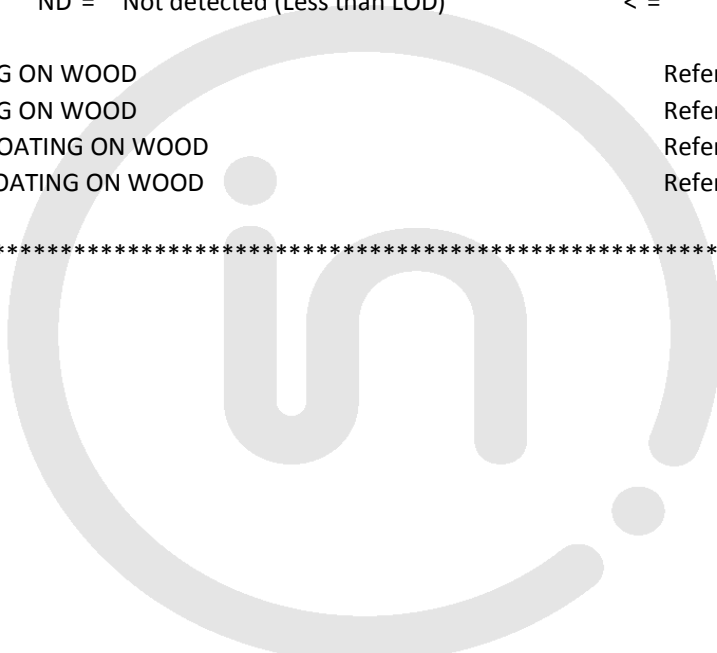 ND = Not detected (Less than LOD) < =
G ON WOOD Refer
G ON WOOD Refer
OATING ON WOOD Refer
OATING ON WOOD Refer
******************************************************
in